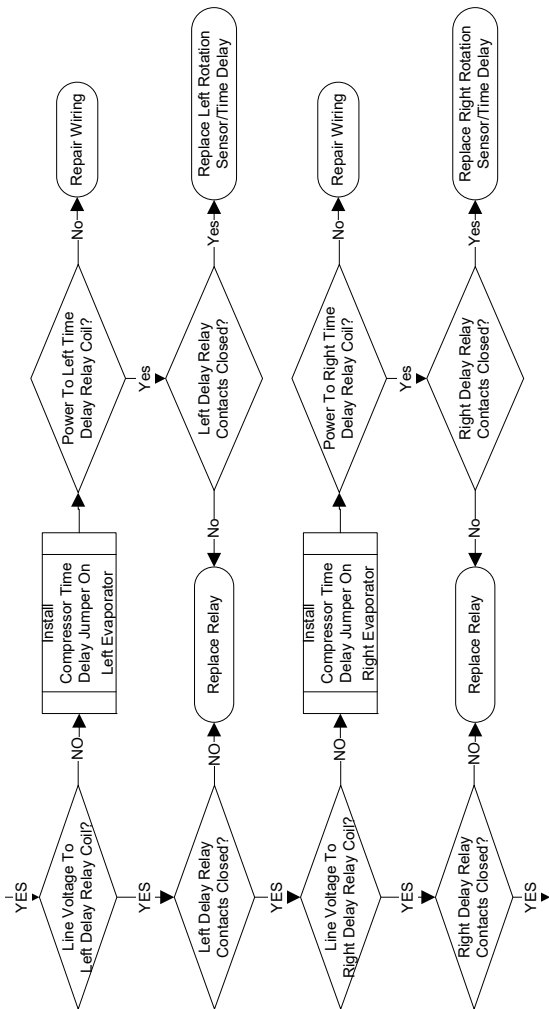 YES
Line Voltage To
Left Delay Relay Coil?
NO
Install
Compressor Time
Delay Jumper On
Left Evaporator
Power To Left Time
Delay Relay Coil?
No
Repair Wiring
YES
Yes
Left Delay Relay
Contacts Closed?
NO
Replace Relay
No
Left Delay Relay
Contacts Closed?
Yes
Replace Left Rotation
Sensor/Time Delay
YES
Line Voltage To
Right Delay Relay Coil?
NO
Install
Compressor Time
Delay Jumper On
Right Evaporator
Power To Right Time
Delay Relay Coil?
No
Repair Wiring
YES
Yes
Right Delay Relay
Contacts Closed?
NO
Replace Relay
No
Right Delay Relay
Contacts Closed?
Yes
Replace Right Rotation
Sensor/Time Delay
YES